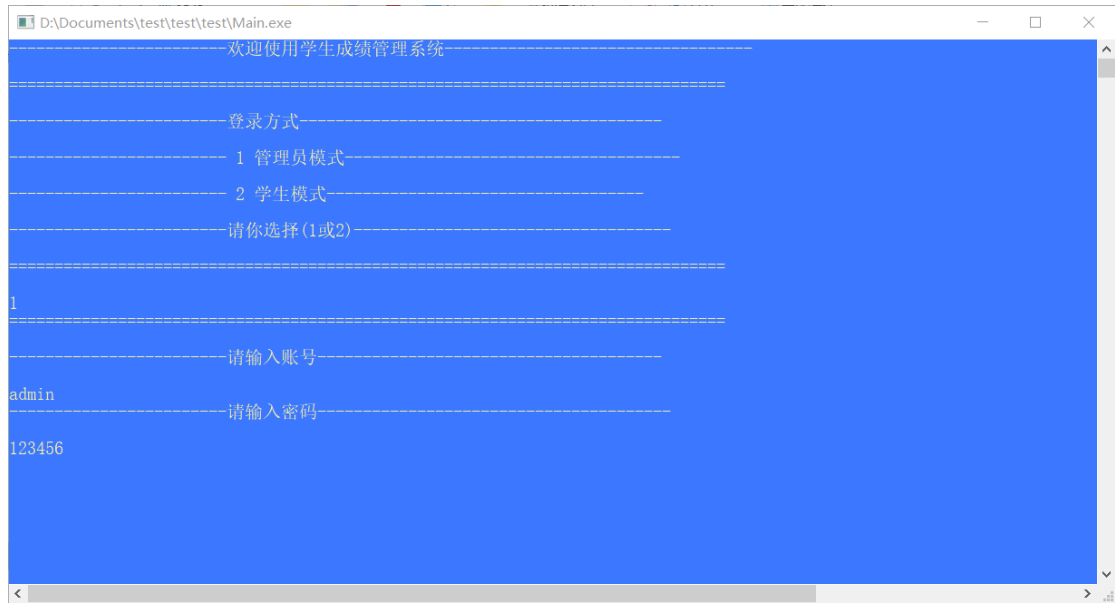 D:\Documents\test\test\test\Main.exe
------------------------欢迎使用学生成绩管理系统----------------------------------
===============================================================================
------------------------登录方式----------------------------------------
------------------------ 1 管理员模式-------------------------------------
------------------------ 2 学生模式-----------------------------------
------------------------请你选择(1或2)-----------------------------------
===============================================================================
1
===============================================================================
------------------------请输入账号--------------------------------------
admin
------------------------请输入密码---------------------------------------
123456